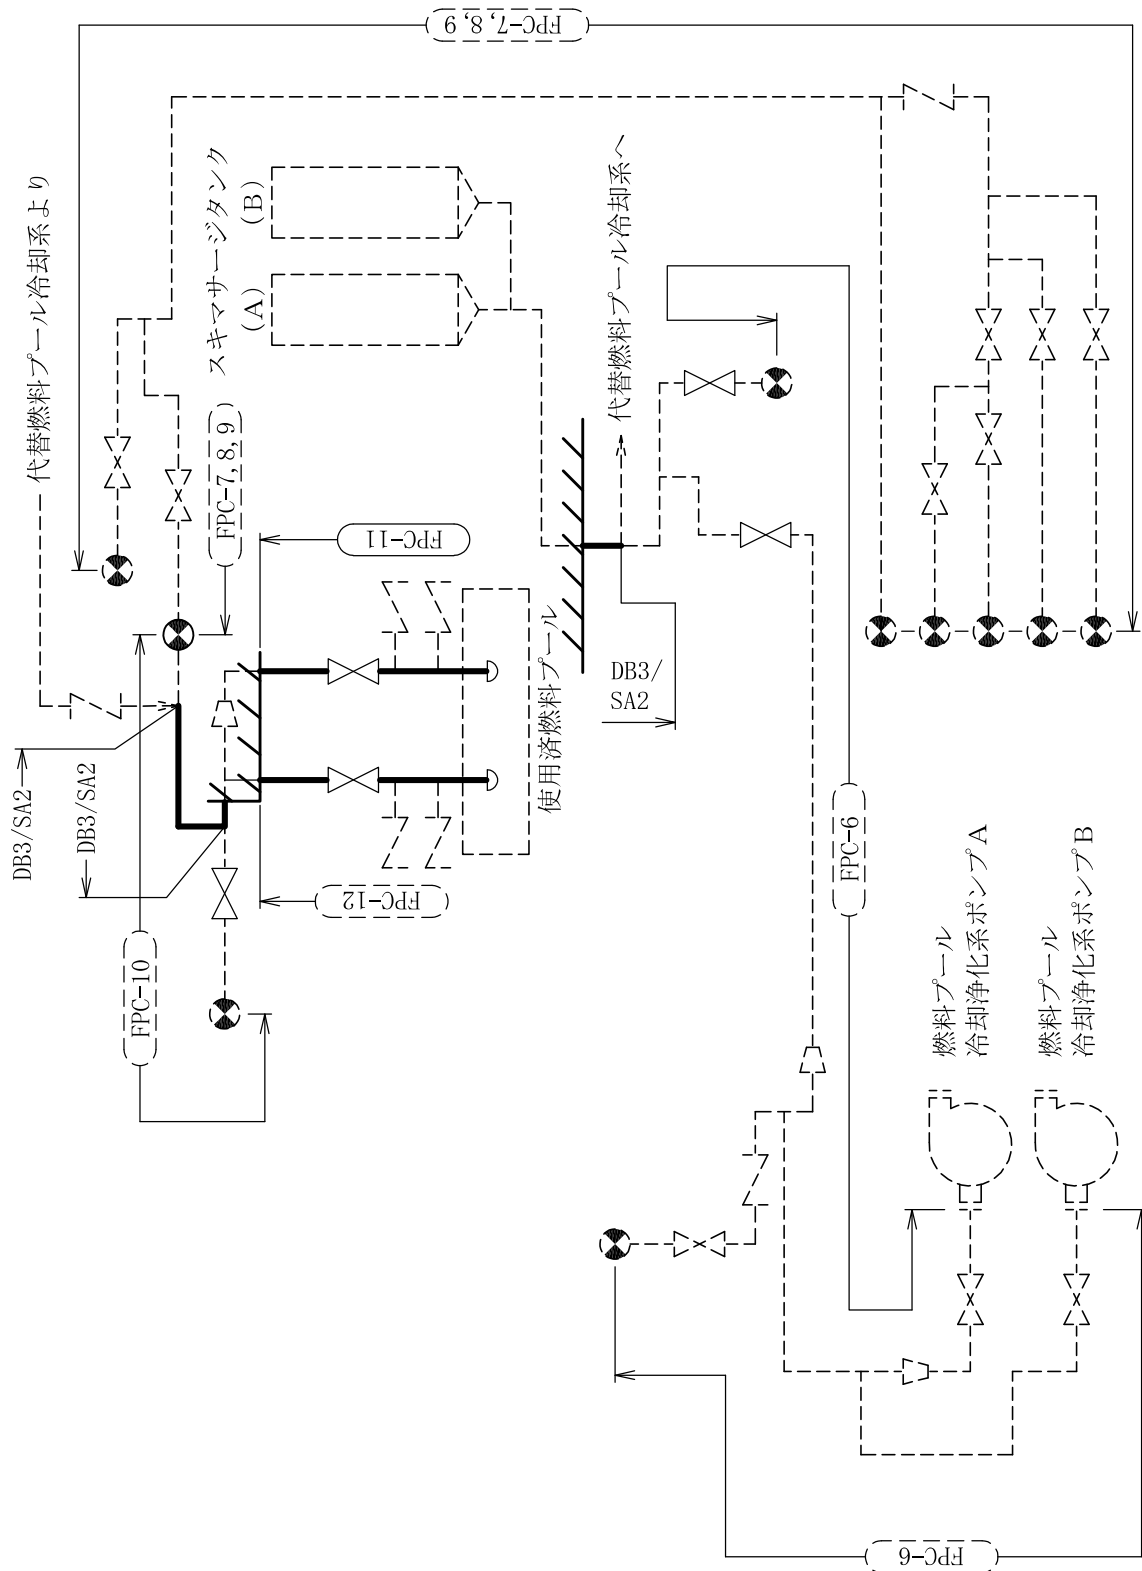 FPC-7,8,9
代替燃料プール冷却系より
スキマサージタンク
(A)
(B)
代替燃料プール冷却系へ
FPC-7,8,9
FPC-11
DB3/SA2
DB3/SA2
使用済燃料プール
DB3/
SA2
FPC-12
FPC-10
FPC-6
燃料プール
冷却浄化系ポンプA
燃料プール
冷却浄化系ポンプB
FPC-6